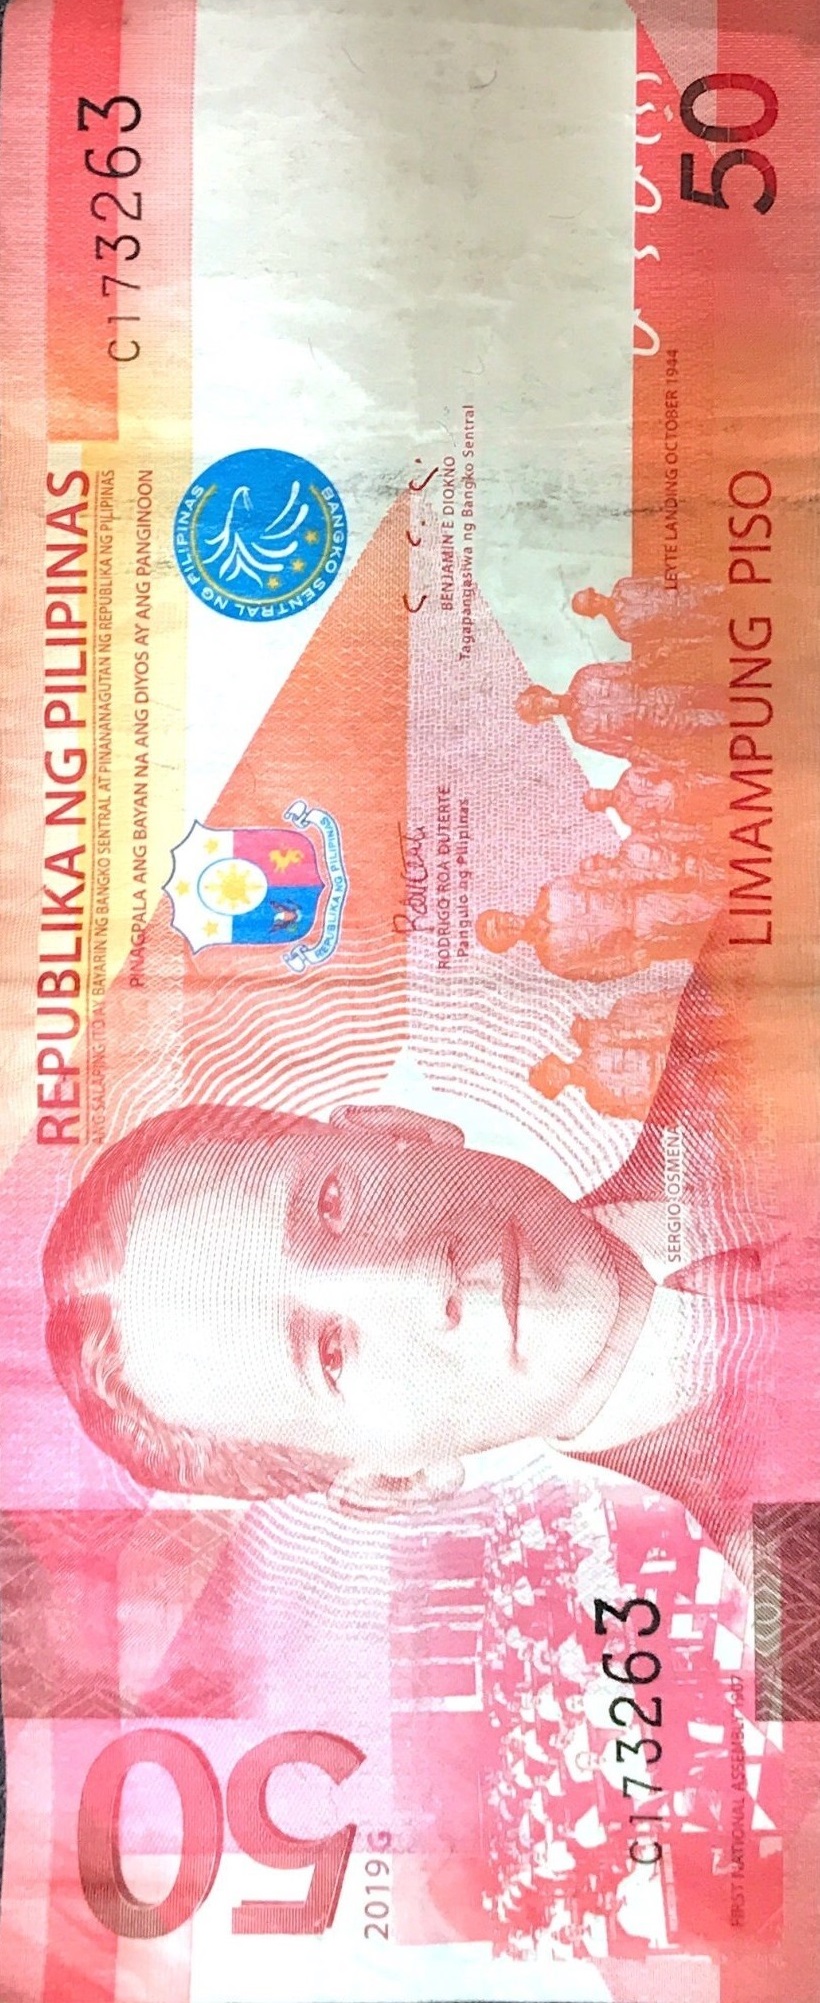 REPUBLIKA NG PILIPINAS
ANG SALAPING ITO AY BAYARIN NG BANGKO SENTRAL AT PINANANAGUTAN NG REPUBLIKA NG PILIPINAS
PINAGPALA ANG BAYAN NA ANG DIYOS AY ANG PANGINOON
C173263
BANGKO SENTRAL NG PILIPINAS
REPUBLIKA NG PILIPINAS
50
2019 G
RODRIGO ROA DUTERTE
Pangulo ng Pilipinas
BENJAMIN E DIOKNO
Tagapangasiwa ng Bangko Sentral
C173263
SERGIO OSMEÑA
LEYTE LANDING OCTOBER 1944
FIRST NATIONAL ASSEMBLY 1907
LIMAMPUNG PISO
50